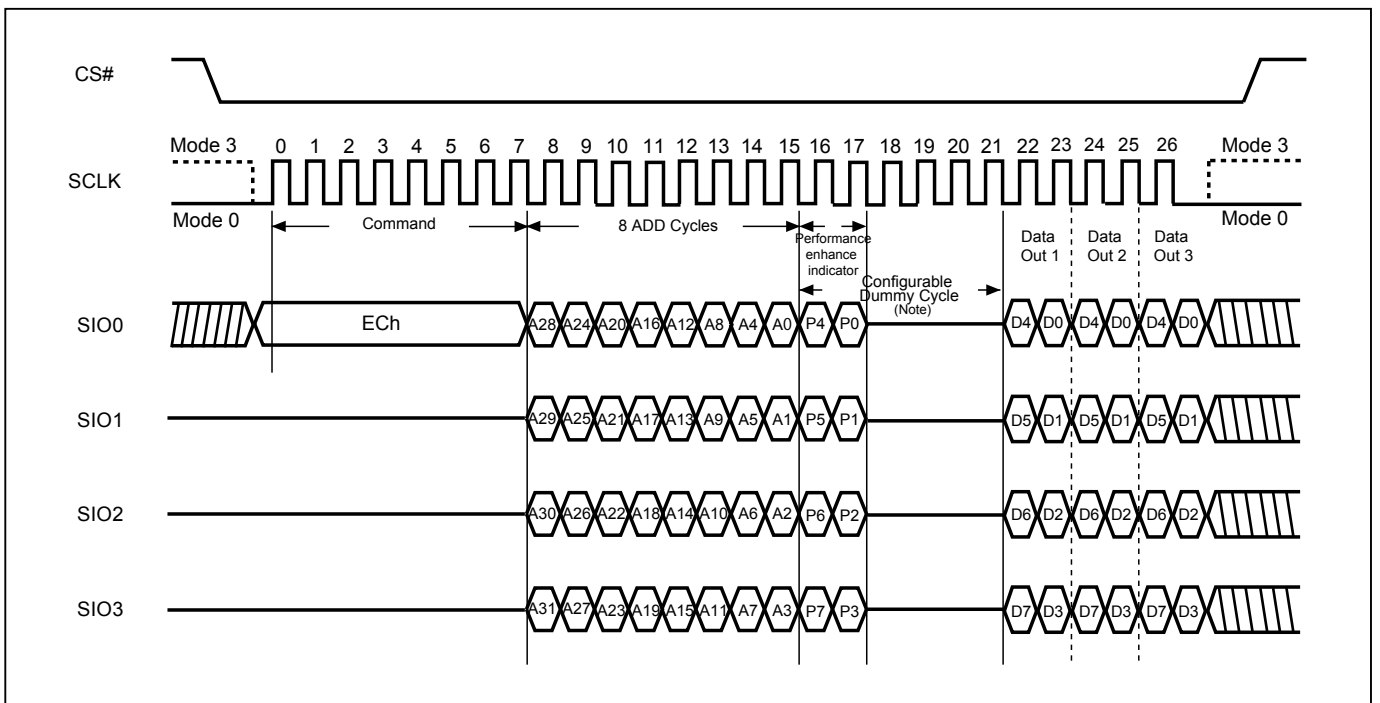 CS#
Mode 3 0 1 2 3 4 5 6 7 8 9 10 11 12 13 14 15 16 17 18 19 20 21 22 23 24 25 26 Mode 3
SCLK
Mode 0 Command 8 ADD Cycles Mode 0
Performance
enhance
indicator
Data
Out 1
Data
Out 2
Data
Out 3
Configurable
Dummy Cycle
(Note)
SIO0 ECh A28 A24 A20 A16 A12 A8 A4 A0 P4 P0 D4 D0 D4 D0 D4 D0
SIO1 A29 A25 A21 A17 A13 A9 A5 A1 P5 P1 D5 D1 D5 D1 D5 D1
SIO2 A30 A26 A22 A18 A14 A10 A6 A2 P6 P2 D6 D2 D6 D2 D6 D2
SIO3 A31 A27 A23 A19 A15 A11 A7 A3 P7 P3 D7 D3 D7 D3 D7 D3